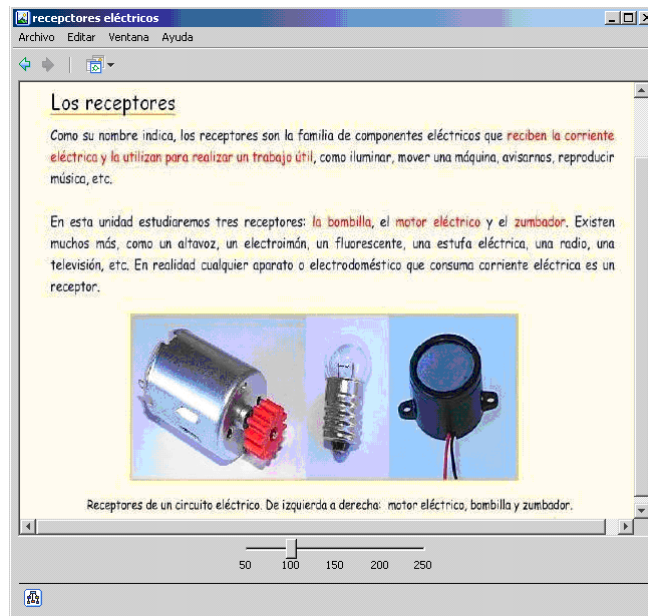 recepctores eléctricos
Archivo Editar Ventana Ayuda
Los receptores
Como su nombre indica, los receptores son la familia de componentes eléctricos que reciben la corriente
eléctrica y la utilizan para realizar un trabajo útil, como iluminar, mover una máquina, avisarnos, reproducir
música, etc.
En esta unidad estudiaremos tres receptores: la bombilla, el motor eléctrico y el zumbador. Existen
muchos más, como un altavoz, un electroimán, un fluorescente, una estufa eléctrica, una radio, una
televisión, etc. En realidad cualquier aparato o electrodoméstico que consuma corriente eléctrica es un
receptor.
Receptores de un circuito eléctrico. De izquierda a derecha: motor eléctrico, bombilla y zumbador.
50 100 150 200 250